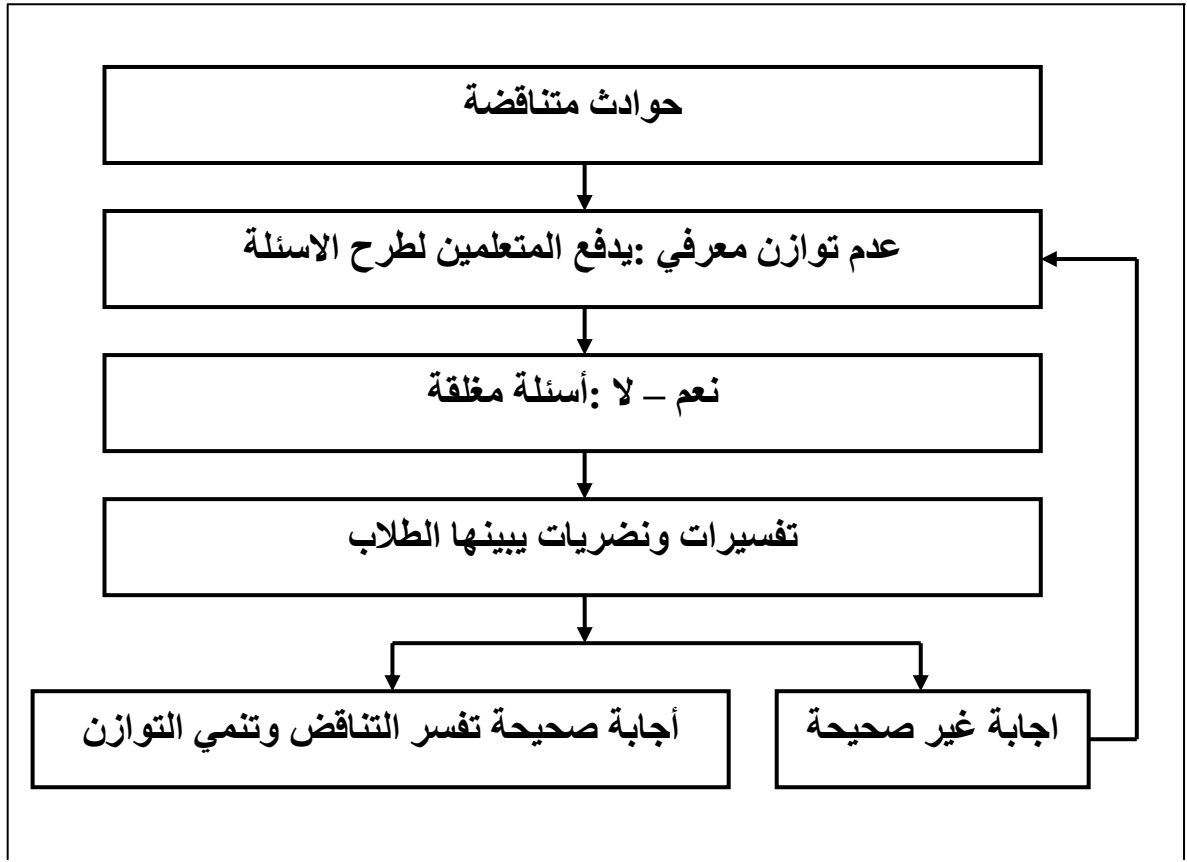 حوادث متناقضة
عدم توازن معرفي :يدفع المتعلمين لطرح الاسئلة
نعم – لا :أسئلة مغلقة
تفسيرات ونضريات يبينها الطلاب
اجابة غير صحيحة
أجابة صحيحة تفسر التناقض وتنمي التوازن